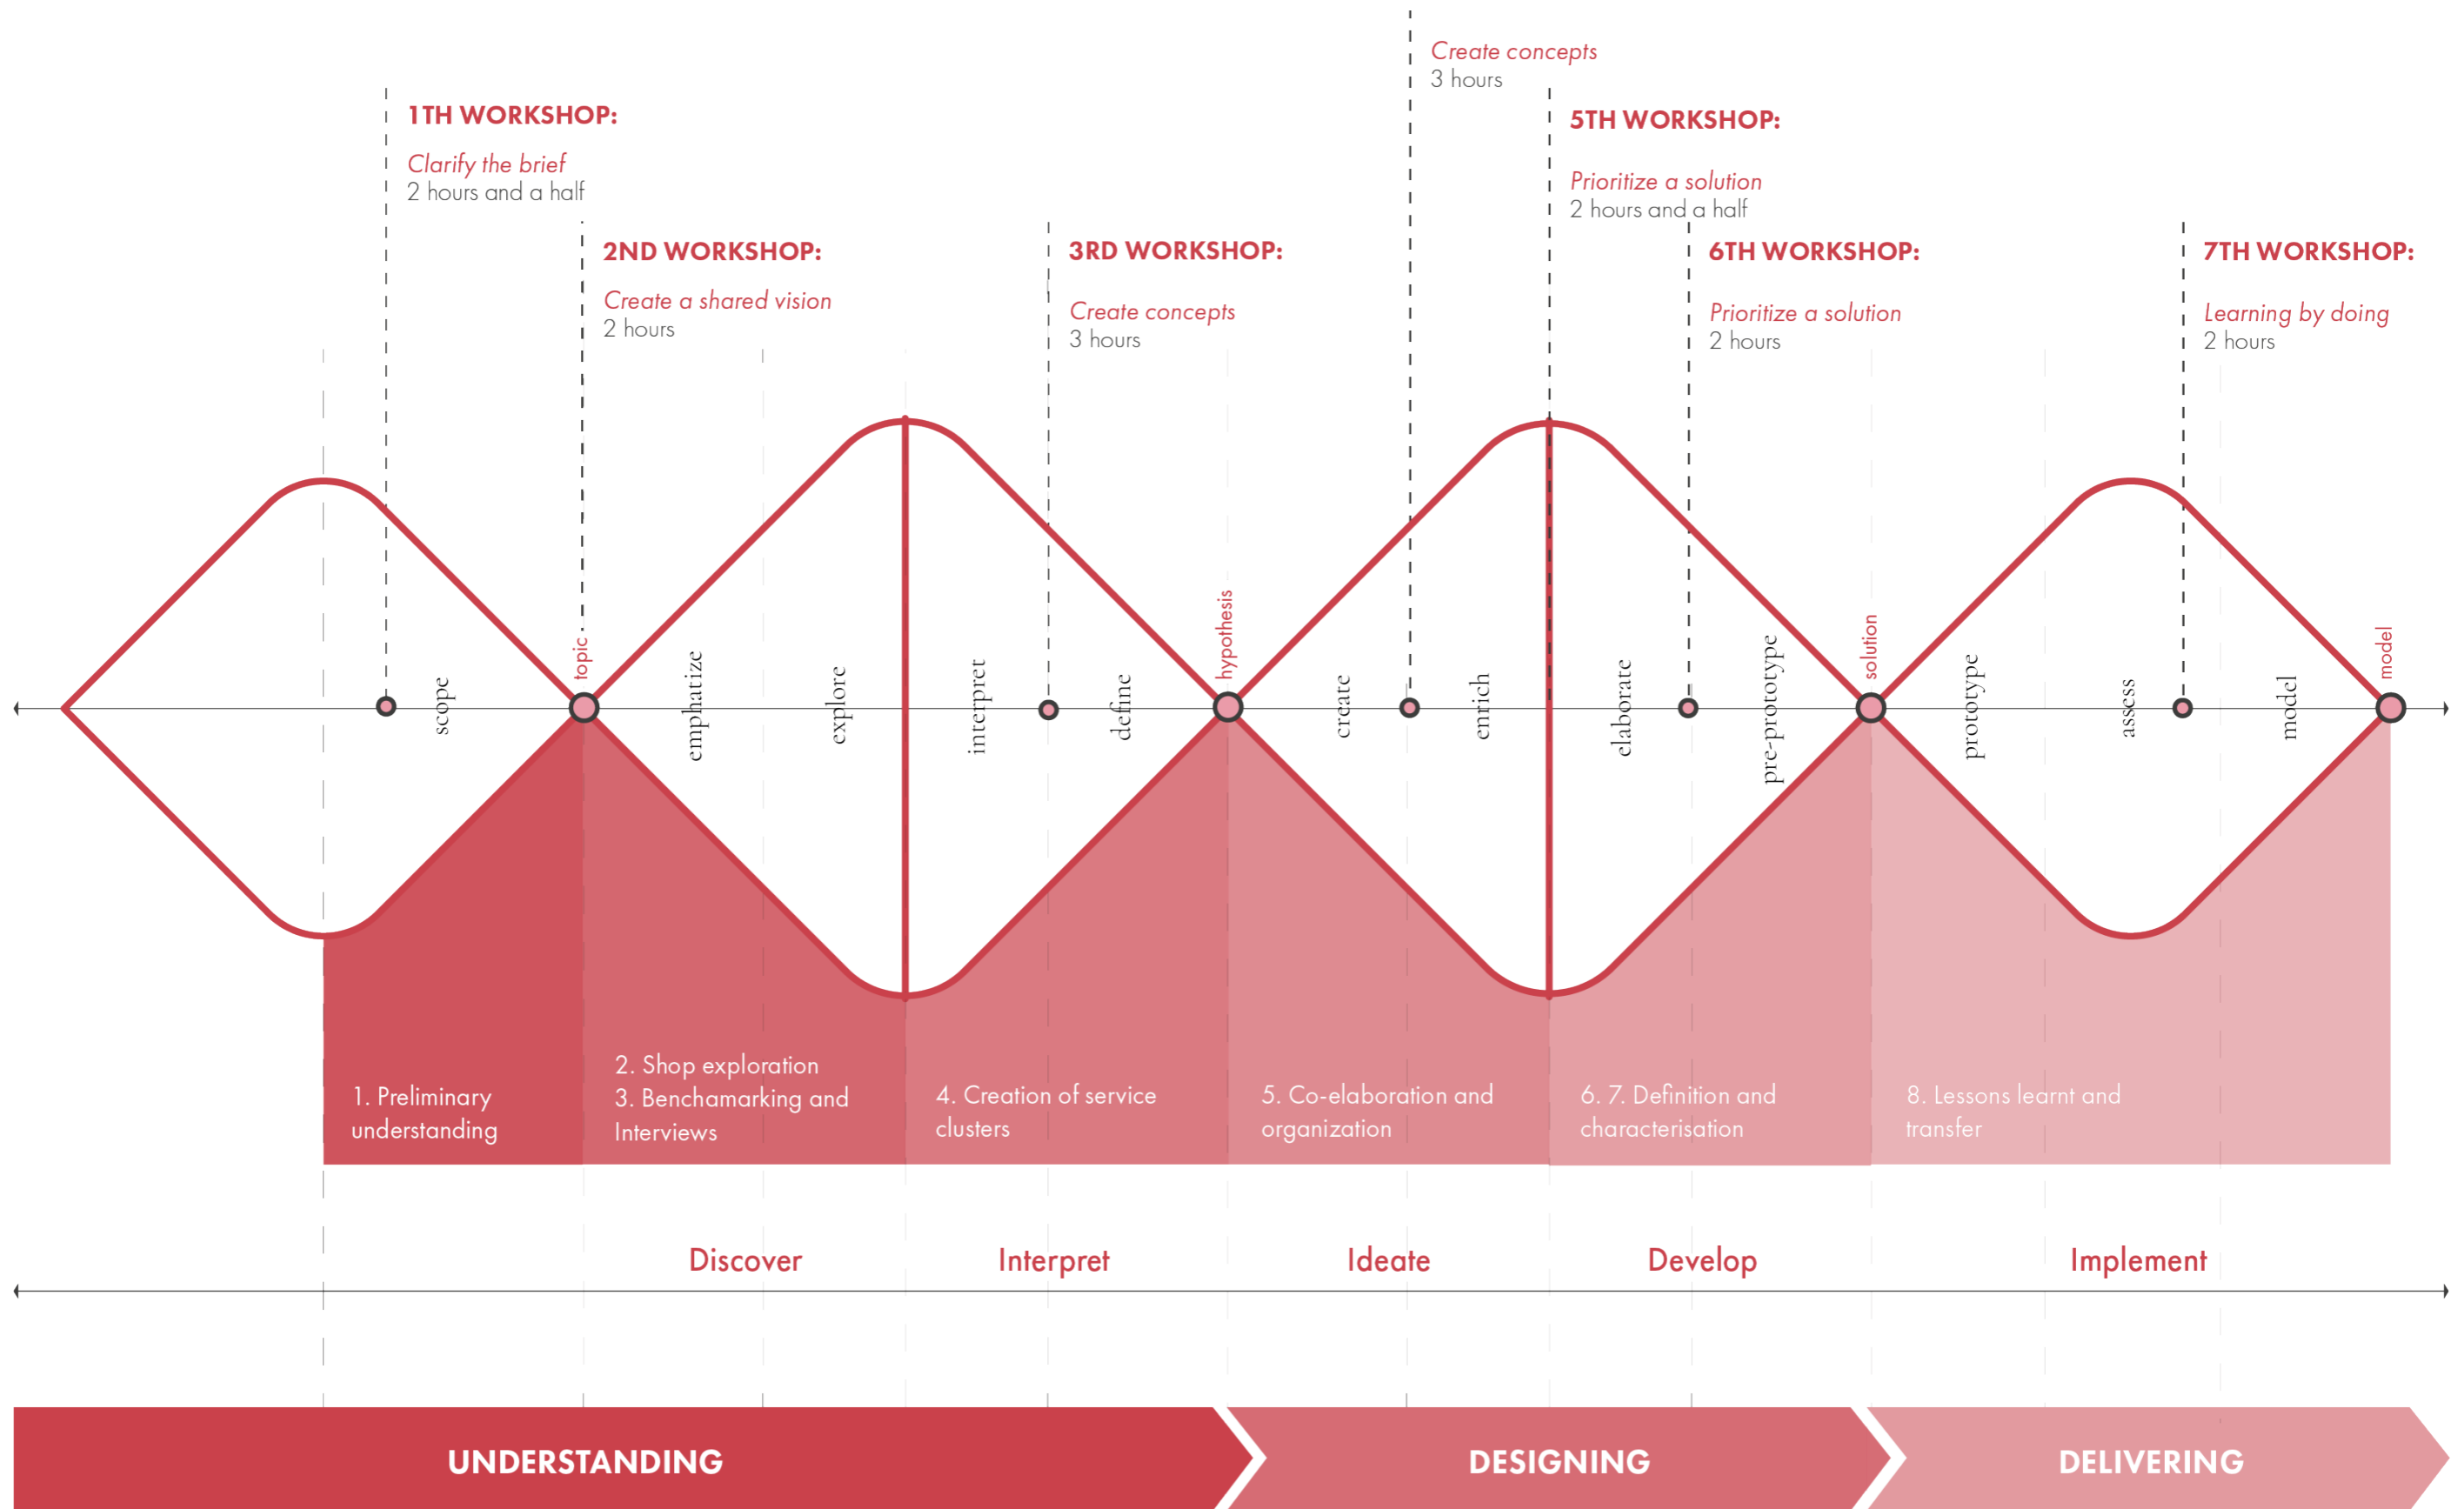 Create concepts
3 hours
1TH WORKSHOP:
Clarify the brief
2 hours and a half
5TH WORKSHOP:
Prioritize a solution
2 hours and a half
2ND WORKSHOP:
Create a shared vision
2 hours
3RD WORKSHOP:
Create concepts
3 hours
6TH WORKSHOP:
Prioritize a solution
2 hours
7TH WORKSHOP:
Learning by doing
2 hours
scope
topic
emphatize
explore
interpret
define
hypothesis
create
enrich
elaborate
pre-prototype
solution
prototype
assess
model
model
1. Preliminary
understanding
2. Shop exploration
3. Benchamarking and
Interviews
4. Creation of service
clusters
5. Co-elaboration and
organization
6. 7. Definition and
characterisation
8. Lessons learnt and
transfer
Discover
Interpret
Ideate
Develop
Implement
UNDERSTANDING
DESIGNING
DELIVERING